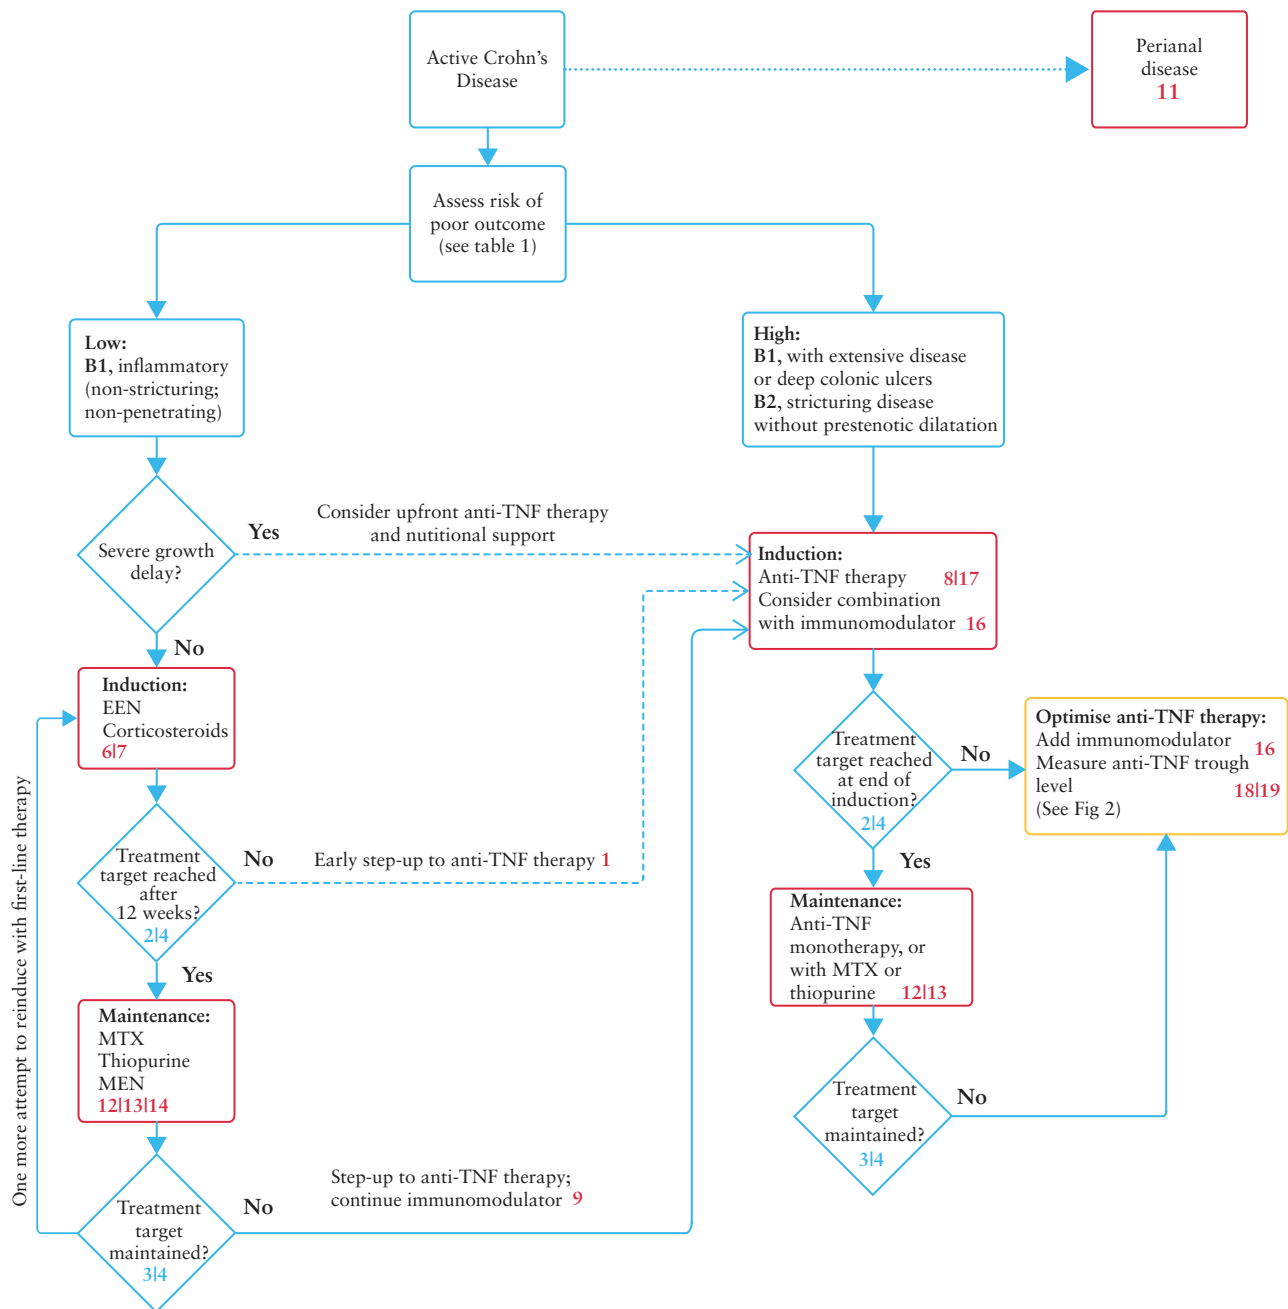 Active Crohn's
Disease
Perianal
disease
11
Assess risk of
poor outcome
(see table 1)
Low:
B1, inflammatory
(non-stricturing;
non-penetrating)
High:
B1, with extensive disease
or deep colonic ulcers
B2, stricturing disease
without prestenotic dilatation
Severe growth
delay?
Yes
Consider upfront anti-TNF therapy
and nutitional support
No
Induction:
Anti-TNF therapy 8|17
Consider combination
with immunomodulator 16
Induction:
EEN
Corticosteroids
6|7
Treatment
target reached
at end of
induction?
2|4
No
Optimise anti-TNF therapy:
Add immunomodulator 16
Measure anti-TNF trough
level 18|19
(See Fig 2)
Yes
Treatment
target reached
after
12 weeks?
2|4
No
Early step-up to anti-TNF therapy 1
Yes
Maintenance:
Anti-TNF
monotherapy, or
with MTX or
thiopurine 12|13
Maintenance:
MTX
Thiopurine
MEN
12|13|14
Treatment
target
maintained?
3|4
No
Treatment
target
maintained?
3|4
No
Step-up to anti-TNF therapy;
continue immunomodulator 9
One more attempt to reinduce with first-line therapy